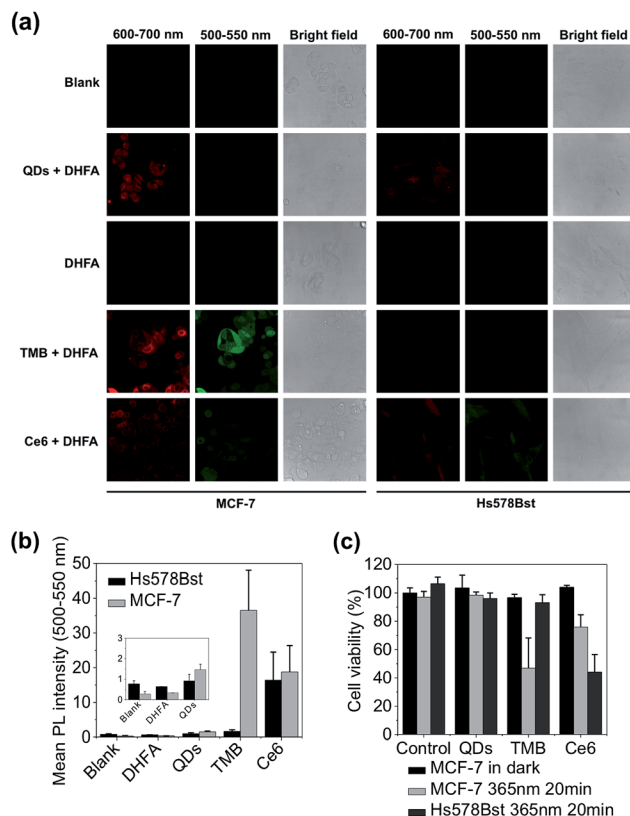 (a)
600-700 nm 500-550 nm Bright field 600-700 nm 500-550 nm Bright field
Blank
QDs + DHFA
DHFA
TMB + DHFA
Ce6 + DHFA
MCF-7 Hs578Bst
(b)
Mean PL intensity (500-550 nm)
50
40
30
20
10
0
Hs578Bst
MCF-7
3
2
1
0
Blank DHFA QDs
Blank DHFA QDs TMB Ce6
(c)
Cell viability (%)
120
100
80
60
40
20
0
Control QDs TMB Ce6
MCF-7 in dark
MCF-7 365nm 20min
Hs578Bst 365nm 20min